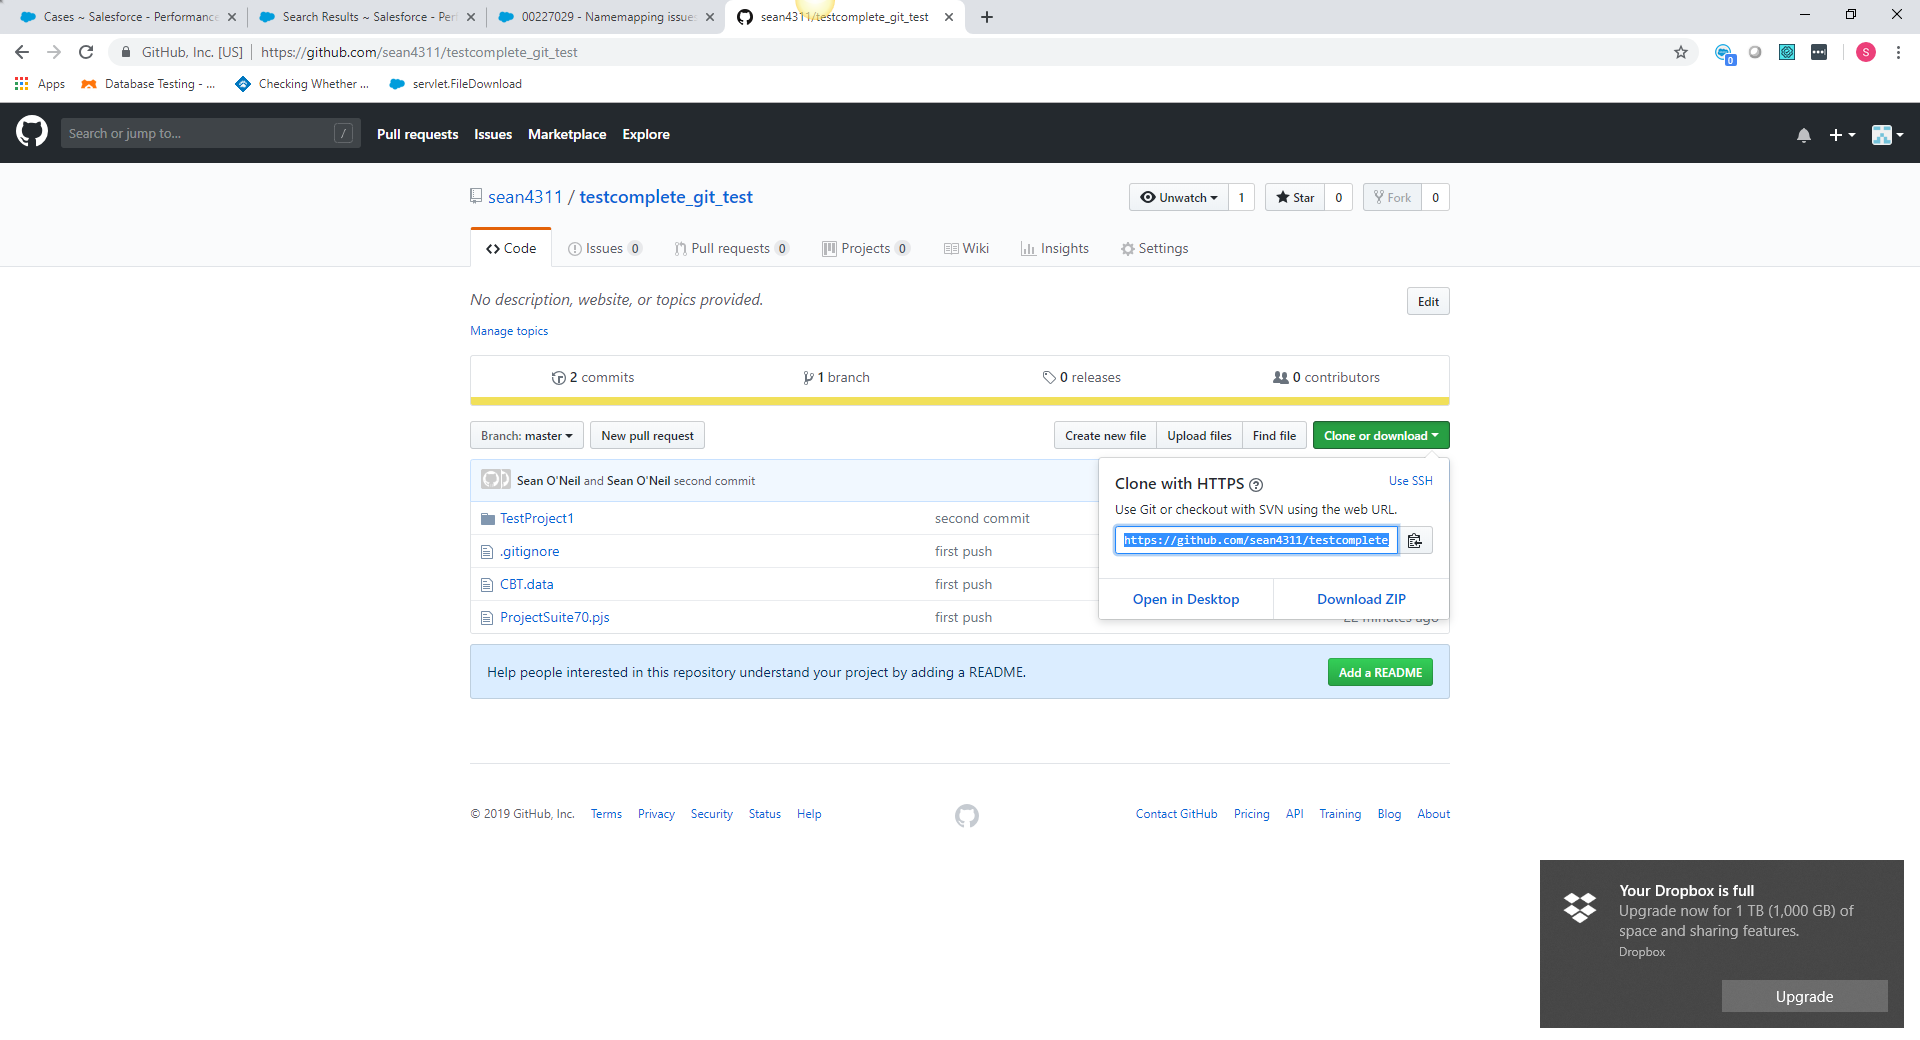 Cases ~ Salesforce - Performance
Search Results ~ Salesforce - Per
00227029 - Namemapping issues
sean4311/testcomplete_git_test
GitHub, Inc. [US]
https://github.com/sean4311/testcomplete_git_test
0
S
Apps
Database Testing - ...
Checking Whether ...
servlet.FileDownload
Search or jump to...
/
Pull requests
Issues
Marketplace
Explore
sean4311 / testcomplete_git_test
Unwatch 1
Star 0
Fork 0
Code
Issues 0
Pull requests 0
Projects 0
Wiki
Insights
Settings
No description, website, or topics provided.
Edit
Manage topics
2 commits
1 branch
0 releases
0 contributors
Branch: master
New pull request
Create new file
Upload files
Find file
Clone or download
Sean O'Neil and Sean O'Neil second commit
TestProject1 second commit
.gitignore first push
CBT.data first push
ProjectSuite70.pjs first push
22 minutes ago
Clone with HTTPS
Use SSH
Use Git or checkout with SVN using the web URL.
https://github.com/sean4311/testcomplete
Open in Desktop
Download ZIP
Help people interested in this repository understand your project by adding a README.
Add a README
© 2019 GitHub, Inc.
Terms
Privacy
Security
Status
Help
Contact GitHub
Pricing
API
Training
Blog
About
Your Dropbox is full
Upgrade now for 1 TB (1,000 GB) of
space and sharing features.
Dropbox
Upgrade